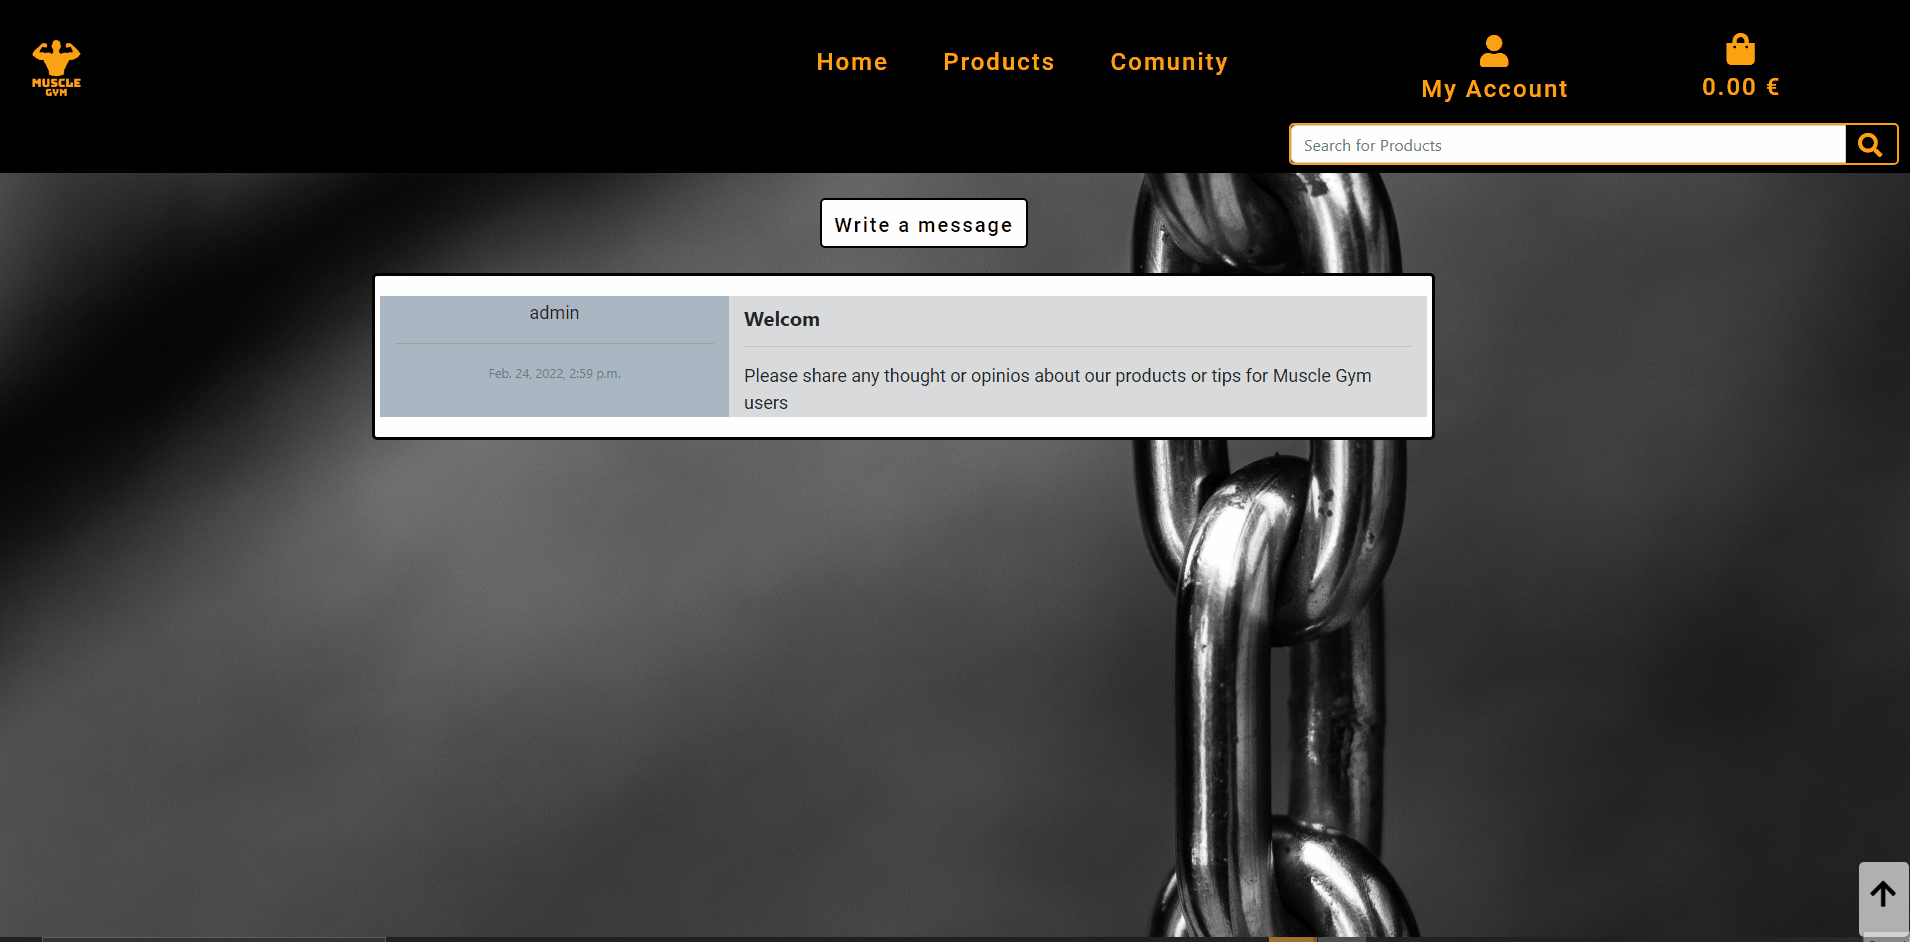 MUSCLE
GYM
Home
Products
Comunity
My Account
0.00 €
Search for Products
Write a message
admin
Feb. 24, 2022, 2:59 p.m.
Welcom
Please share any thought or opinios about our products or tips for Muscle Gym
users